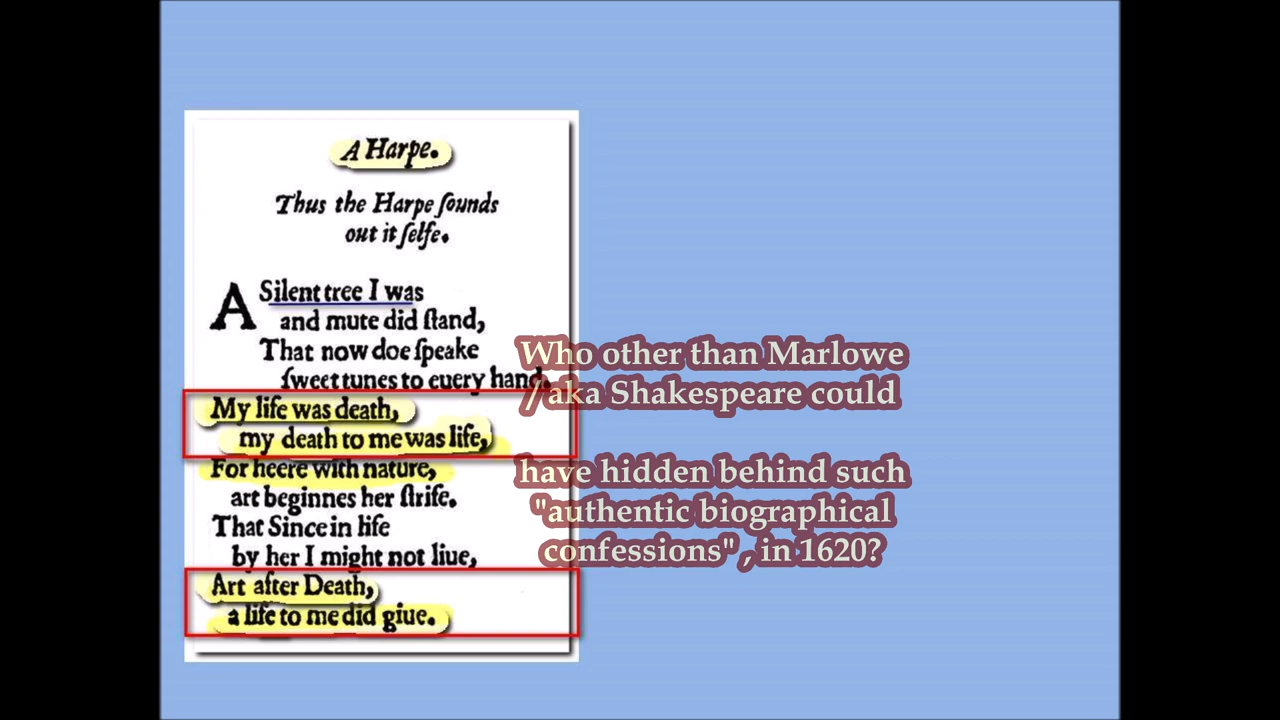 A Harpe.
Thus the Harpe ſounds
out it ſelfe.
A Silent tree I was
and mute did ſtand,
That now doe ſpeake
ſweet tunes to euery hand.
My life was death,
my death to me was life,
For heere with nature,
art beginnes her ſtrife.
That Since in life
by her I might not liue,
Art after Death,
a life to me did giue.
Who other than Marlowe
/ aka Shakespeare could
have hidden behind such
"authentic biographical
confessions" , in 1620?